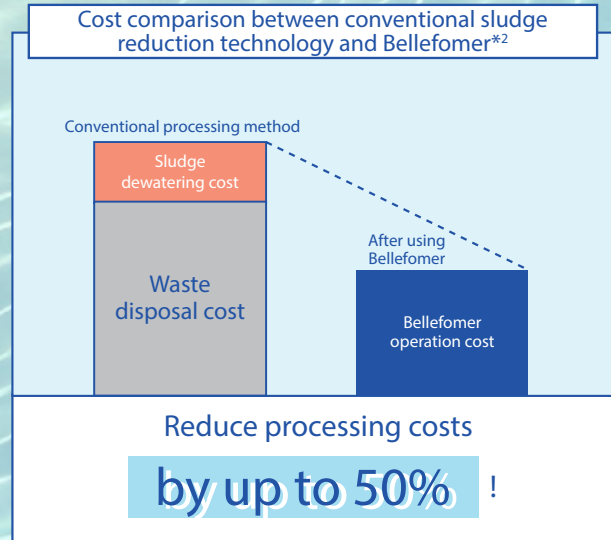 Cost comparison between conventional sludge
reduction technology and Bellefomer*2
Conventional processing method
Sludge
dewatering cost
Waste
disposal cost
After using
Bellefomer
Bellefomer
operation cost
Reduce processing costs
by up to 50% !